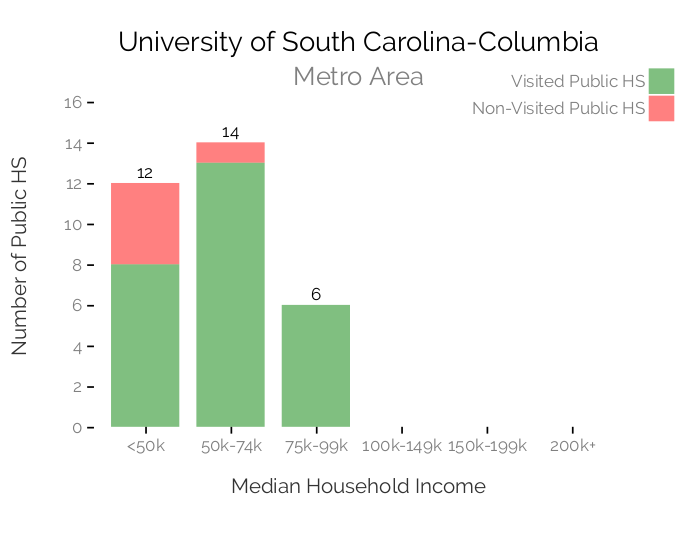 University of South Carolina-Columbia
Metro Area
Visited Public HS
Non-Visited Public HS
Number of Public HS
16
14
12
10
8
6
4
2
0
12
14
6
<50k
50k-74k
75k-99k
100k-149k
150k-199k
200k+
Median Household Income